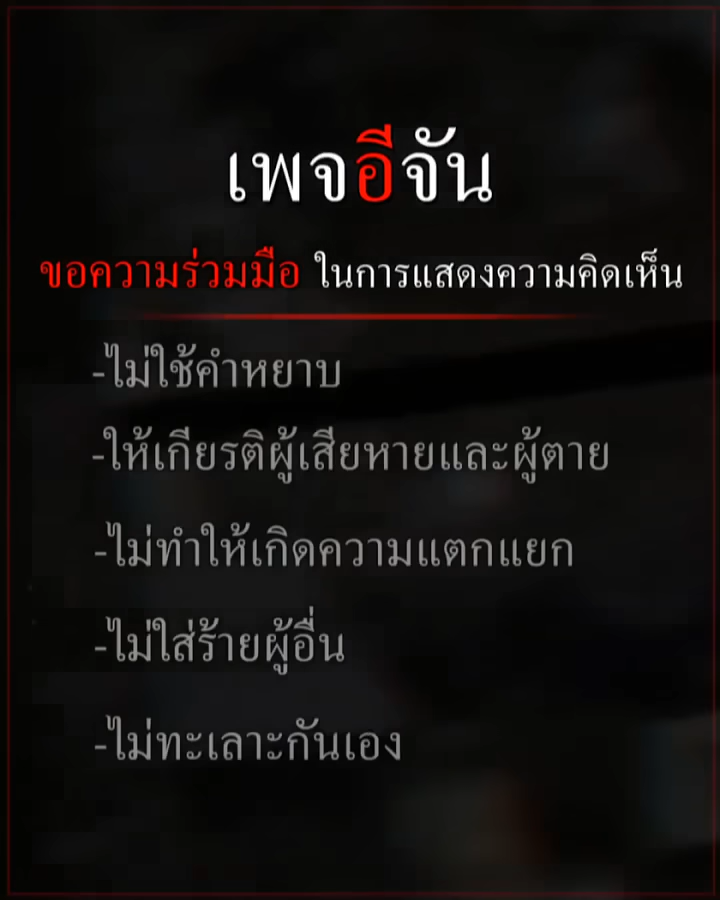 เพจอีจัน
ขอความร่วมมือ ในการแสดงความคิดเห็น
-ไม่ใช้คำหยาบ
-ให้เกียรติผู้เสียหายและผู้ตาย
-ไม่ทำให้เกิดความแตกแยก
-ไม่ใส่ร้ายผู้อื่น
-ไม่ทะเลาะกันเอง